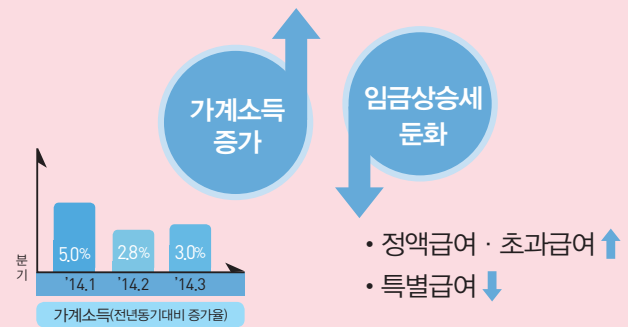 가계소득
증가
임금상승세
둔화
• 정액급여 · 초과급여
• 특별급여
분
기
5.0%
2.8%
3.0%
'14.1
'14.2
'14.3
가계소득(전년동기대비 증가율)